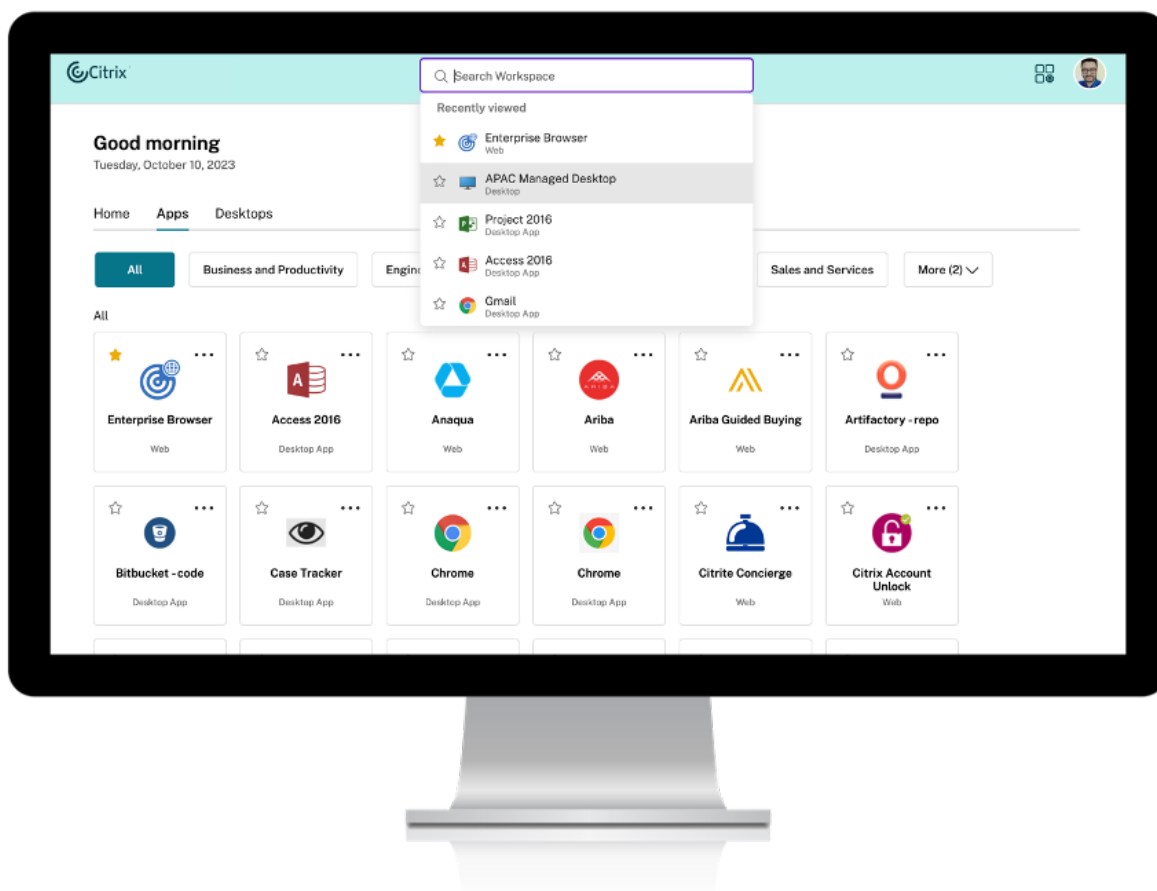 Citrix
Search Workspace
Recently viewed
Enterprise Browser
Web
APAC Managed Desktop
Desktop
Project 2016
Desktop App
Access 2016
Desktop App
Gmail
Desktop App
Good morning
Tuesday, October 10, 2023
Home Apps Desktops
All Business and Productivity Sales and Services More (2)
All
Enterprise Browser Access 2016 Anaqua Ariba Ariba Guided Buying Artifactory - repo
Web Desktop App Web Web Web Desktop App
Bitbucket - code Case Tracker Chrome Chrome Citrite Concierge Citrix Account
Unlock
Desktop App Desktop App Desktop App Desktop App Web Web